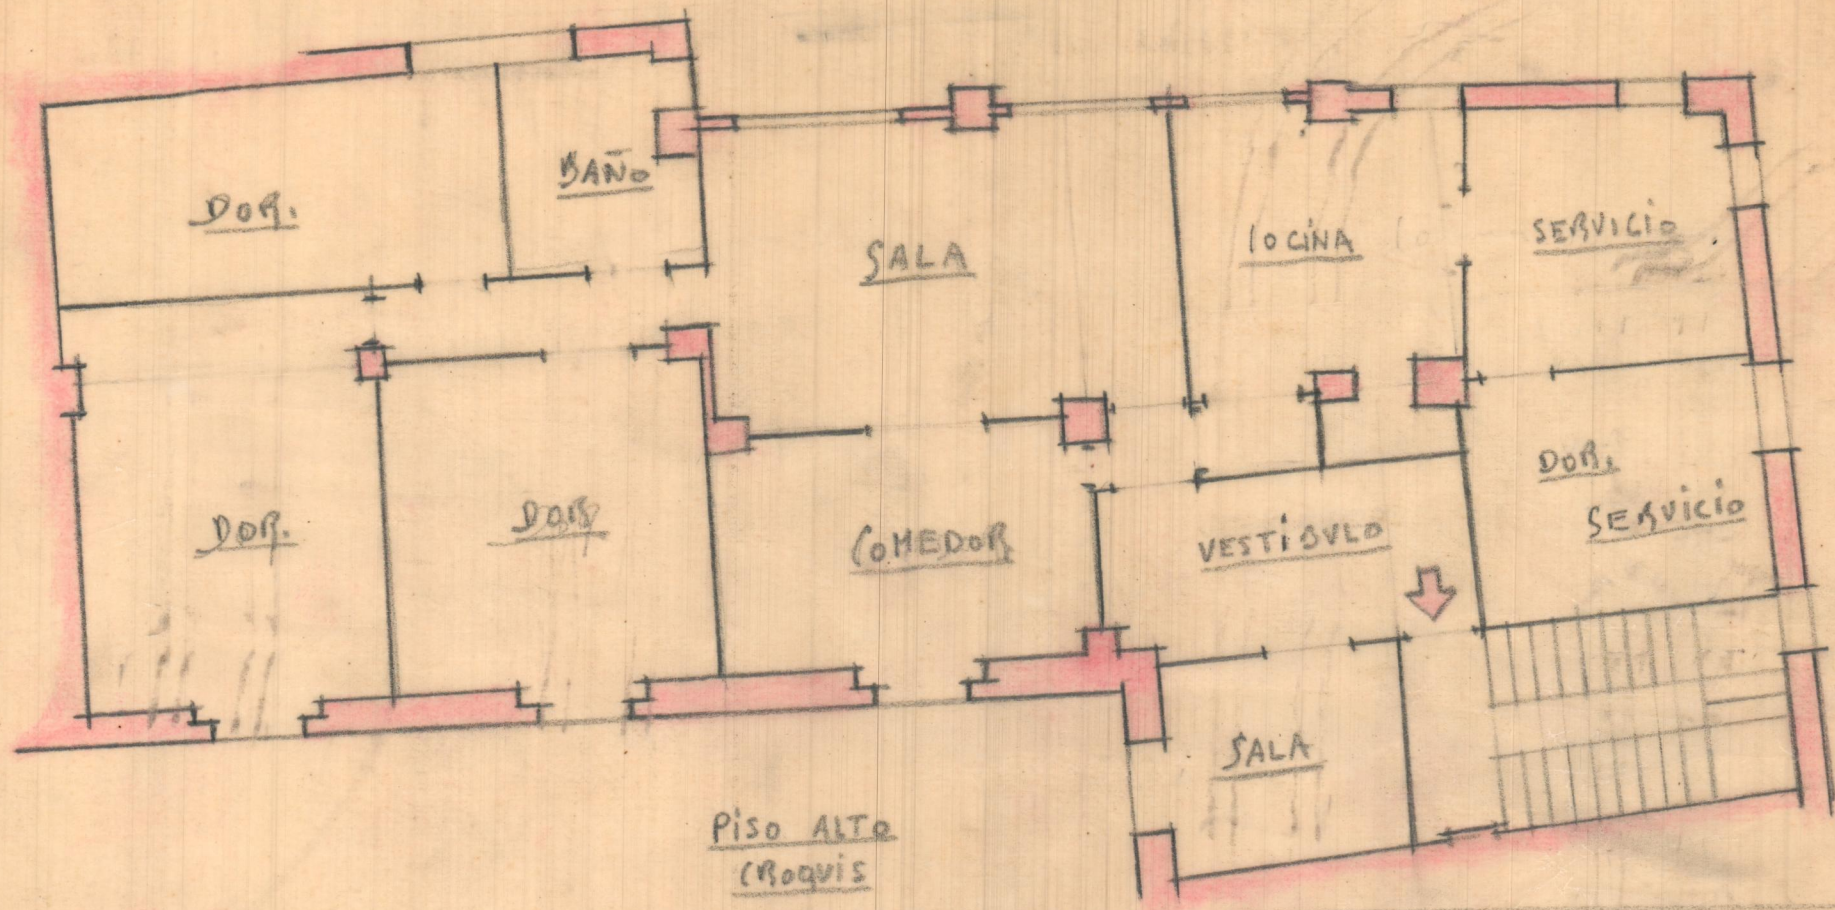 DOR.
BAÑO
SALA
COCINA
SERVICIO
DOR.
DOR
COMEDOR
VESTIBULO
DOR.
SERVICIO
SALA
PISO ALTO
CROQUIS